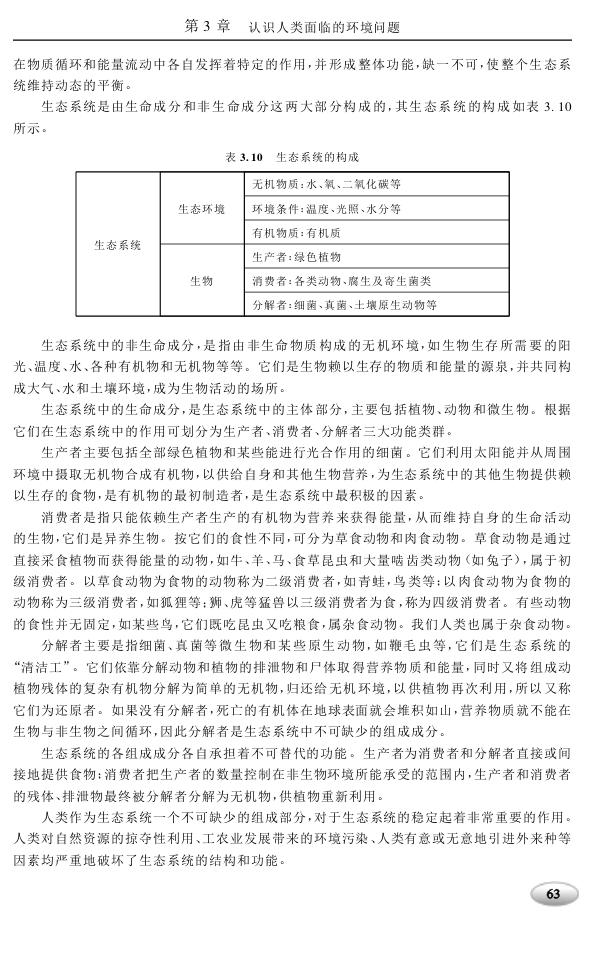 第 3 章 认识人类面临的环境问题
在物质循环和能量流动中各自发挥着特定的作用,并形成整体功能,缺一不可,使整个生态系
统维持动态的平衡。
生态系统是由生命成分和非生命成分这两大部分构成的,其生态系统的构成如表 3.10
所示。
表 3.10 生态系统的构成
生态系统
生态环境
无机物质:水、氧、二氧化碳等
环境条件:温度、光照、水分等
有机物质:有机质
生物
生产者:绿色植物
消费者:各类动物、腐生及寄生菌类
分解者:细菌、真菌、土壤原生动物等
生态系统中的非生命成分,是指由非生命物质构成的无机环境,如生物生存所需要的阳
光、温度、水、各种有机物和无机物等等。它们是生物赖以生存的物质和能量的源泉,并共同构
成大气、水和土壤环境,成为生物活动的场所。
生态系统中的生命成分,是生态系统中的主体部分,主要包括植物、动物和微生物。根据
它们在生态系统中的作用可划分为生产者、消费者、分解者三大功能类群。
生产者主要包括全部绿色植物和某些能进行光合作用的细菌。它们利用太阳能并从周围
环境中摄取无机物合成有机物,以供给自身和其他生物营养,为生态系统中的其他生物提供赖
以生存的食物,是有机物的最初制造者,是生态系统中最积极的因素。
消费者是指只能依赖生产者生产的有机物为营养来获得能量,从而维持自身的生命活动
的生物,它们是异养生物。按它们的食性不同,可分为草食动物和肉食动物。草食动物是通过
直接采食植物而获得能量的动物,如牛、羊、马、食草昆虫和大量啮齿类动物(如兔子),属于初
级消费者。以草食动物为食物的动物称为二级消费者,如青蛙,鸟类等;以肉食动物为食物的
动物称为三级消费者,如狐狸等;狮、虎等猛兽以三级消费者为食,称为四级消费者。有些动物
的食性并无固定,如某些鸟,它们既吃昆虫又吃粮食,属杂食动物。我们人类也属于杂食动物。
分解者主要是指细菌、真菌等微生物和某些原生动物,如鞭毛虫等,它们是生态系统的
“清洁工”。它们依靠分解动物和植物的排泄物和尸体取得营养物质和能量,同时又将组成动
植物残体的复杂有机物分解为简单的无机物,归还给无机环境,以供植物再次利用,所以又称
它们为还原者。如果没有分解者,死亡的有机体在地球表面就会堆积如山,营养物质就不能在
生物与非生物之间循环,因此分解者是生态系统中不可缺少的组成成分。
生态系统的各组成成分各自承担着不可替代的功能。生产者为消费者和分解者直接或间
接地提供食物;消费者把生产者的数量控制在非生物环境所能承受的范围内,生产者和消费者
的残体、排泄物最终被分解者分解为无机物,供植物重新利用。
人类作为生态系统一个不可缺少的组成部分,对于生态系统的稳定起着非常重要的作用。
人类对自然资源的掠夺性利用、工农业发展带来的环境污染、人类有意或无意地引进外来种等
因素均严重地破坏了生态系统的结构和功能。
63